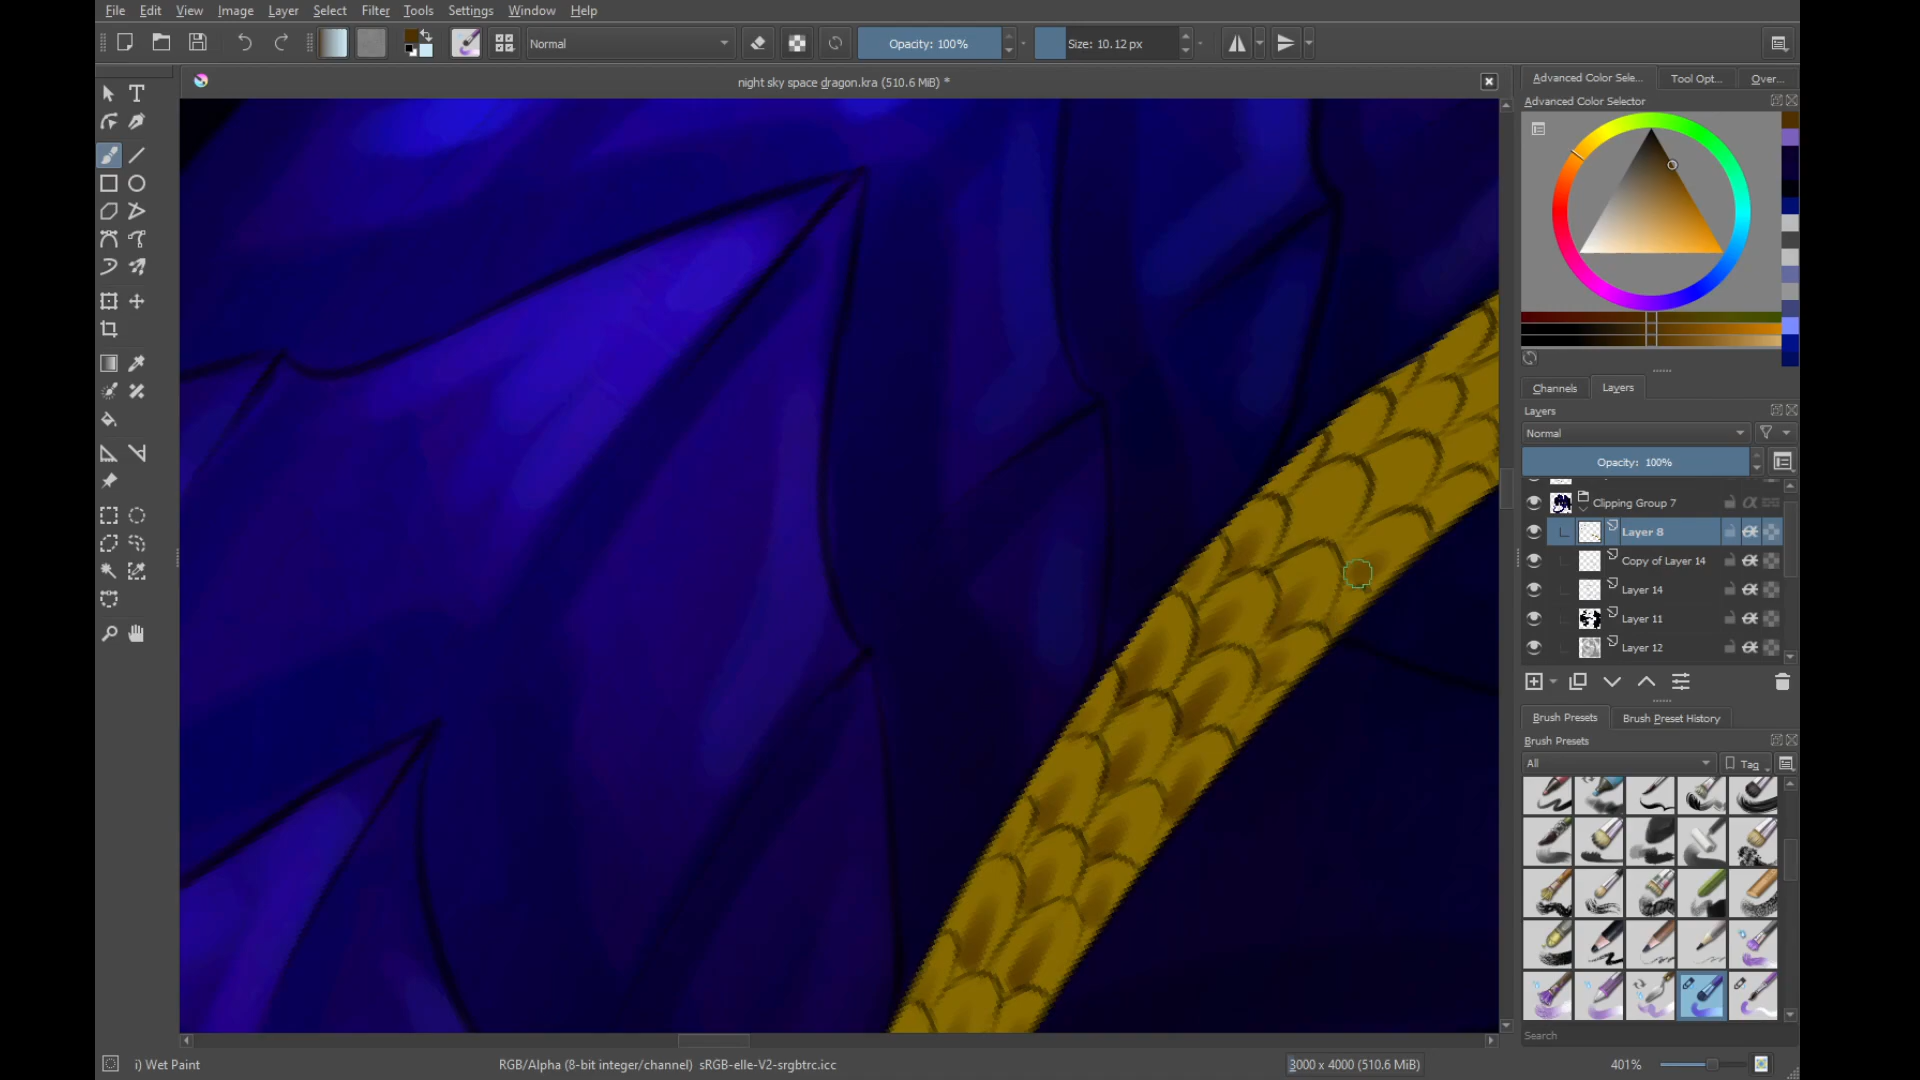 File Edit View Image Layer Select Filter Tools Settings Window Help
Normal Opacity: 100% Size: 10.12 px
night sky space dragon.kra (510.6 MiB) *
Advanced Color Sele... Tool Opt... Over...
Advanced Color Selector
Channels Layers
Layers
Normal
Opacity: 100%
Clipping Group 7
Layer 8
Copy of Layer 14
Layer 14
Layer 11
Layer 12
Brush Presets Brush Preset History
Brush Presets
All Tag
Search
i) Wet Paint RGB/Alpha (8-bit integer/channel) sRGB-elle-V2-srgbtrc.icc 3000 x 4000 (510.6 MiB) 401%